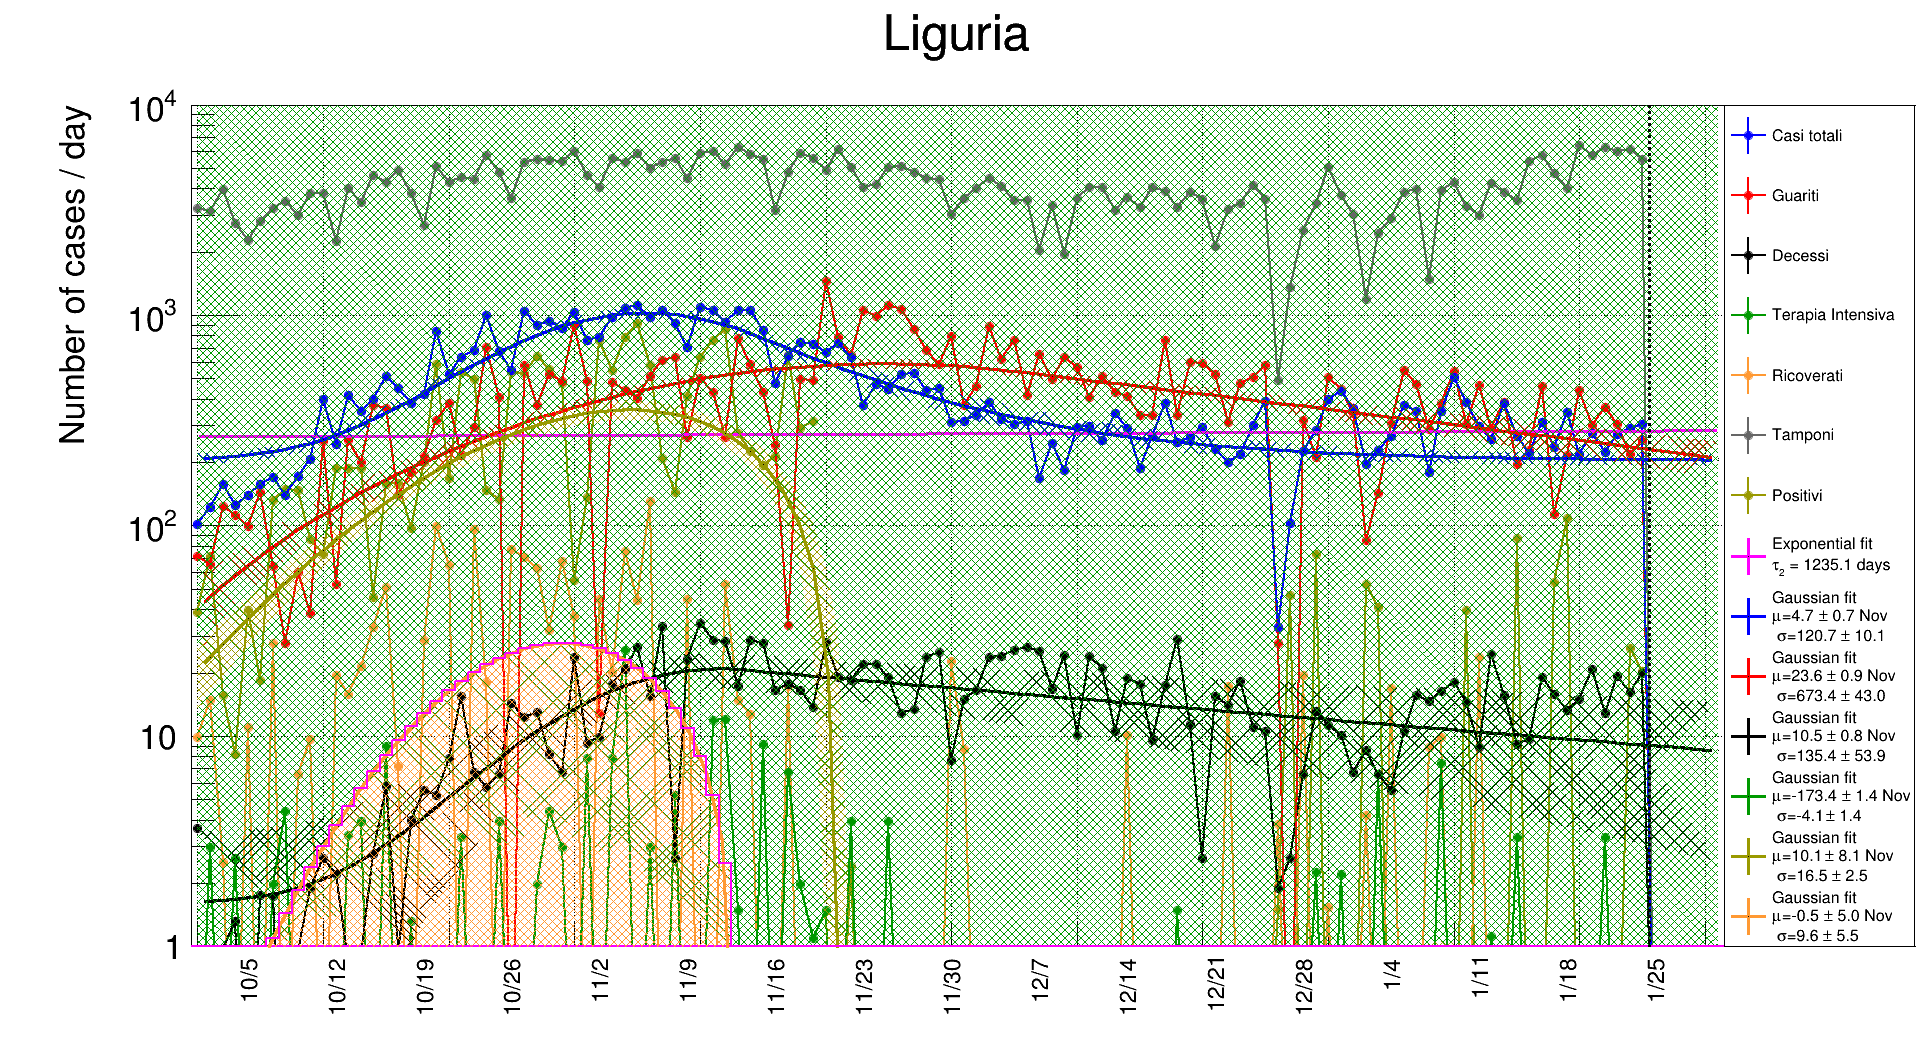 Liguria
Number of cases / day
10^4
10^3
10^2
10
1
10/5
10/12
10/19
10/26
11/2
11/9
11/16
11/23
11/30
12/7
12/14
12/21
12/28
1/4
1/11
1/18
1/25
Casi totali
Guariti
Decessi
Terapia Intensiva
Ricoverati
Tamponi
Positivi
Exponential fit
τ₂ = 1235.1 days
Gaussian fit
μ=4.7 ± 0.7 Nov
σ=120.7 ± 10.1
Gaussian fit
μ=23.6 ± 0.9 Nov
σ=673.4 ± 43.0
Gaussian fit
μ=10.5 ± 0.8 Nov
σ=135.4 ± 53.9
Gaussian fit
μ=-173.4 ± 1.4 Nov
σ=-4.1 ± 1.4
Gaussian fit
μ=10.1 ± 8.1 Nov
σ=16.5 ± 2.5
Gaussian fit
μ=-0.5 ± 5.0 Nov
σ=9.6 ± 5.5